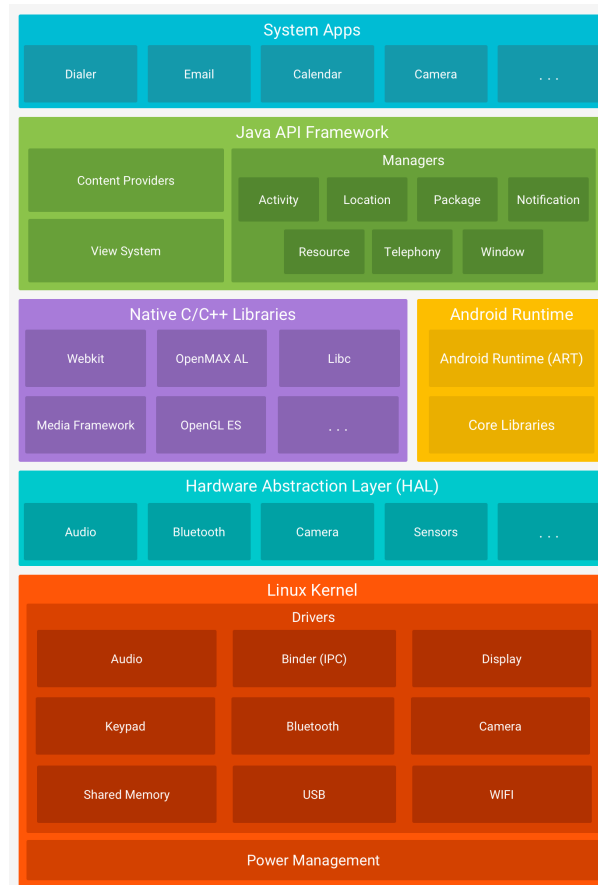 System Apps
Dialer
Email
Calendar
Camera
. . .
Java API Framework
Content Providers
View System
Managers
Activity
Location
Package
Notification
Resource
Telephony
Window
Native C/C++ Libraries
Webkit
OpenMAX AL
Libc
Media Framework
OpenGL ES
. . .
Android Runtime
Android Runtime (ART)
Core Libraries
Hardware Abstraction Layer (HAL)
Audio
Bluetooth
Camera
Sensors
. . .
Linux Kernel
Drivers
Audio
Binder (IPC)
Display
Keypad
Bluetooth
Camera
Shared Memory
USB
WIFI
Power Management